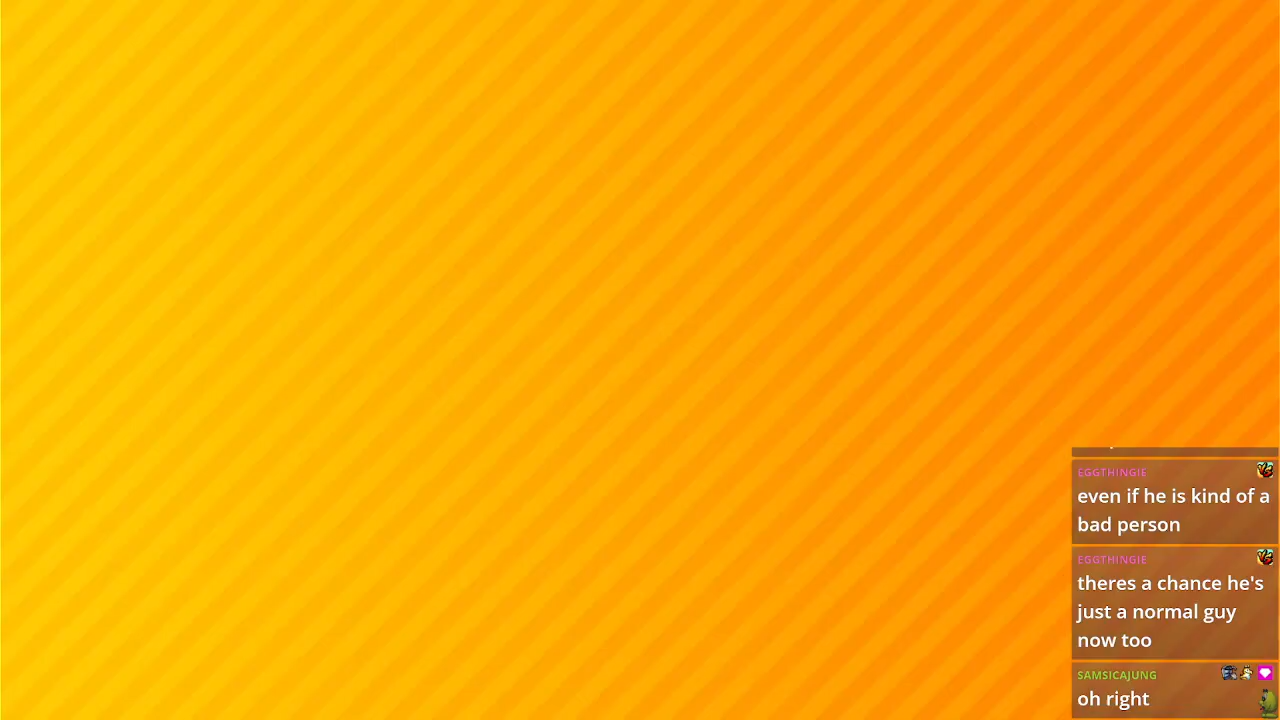 EGGTHINGIE
even if he is kind of a
bad person
EGGTHINGIE
theres a chance he's
just a normal guy
now too
SAMSICAJUNG
oh right